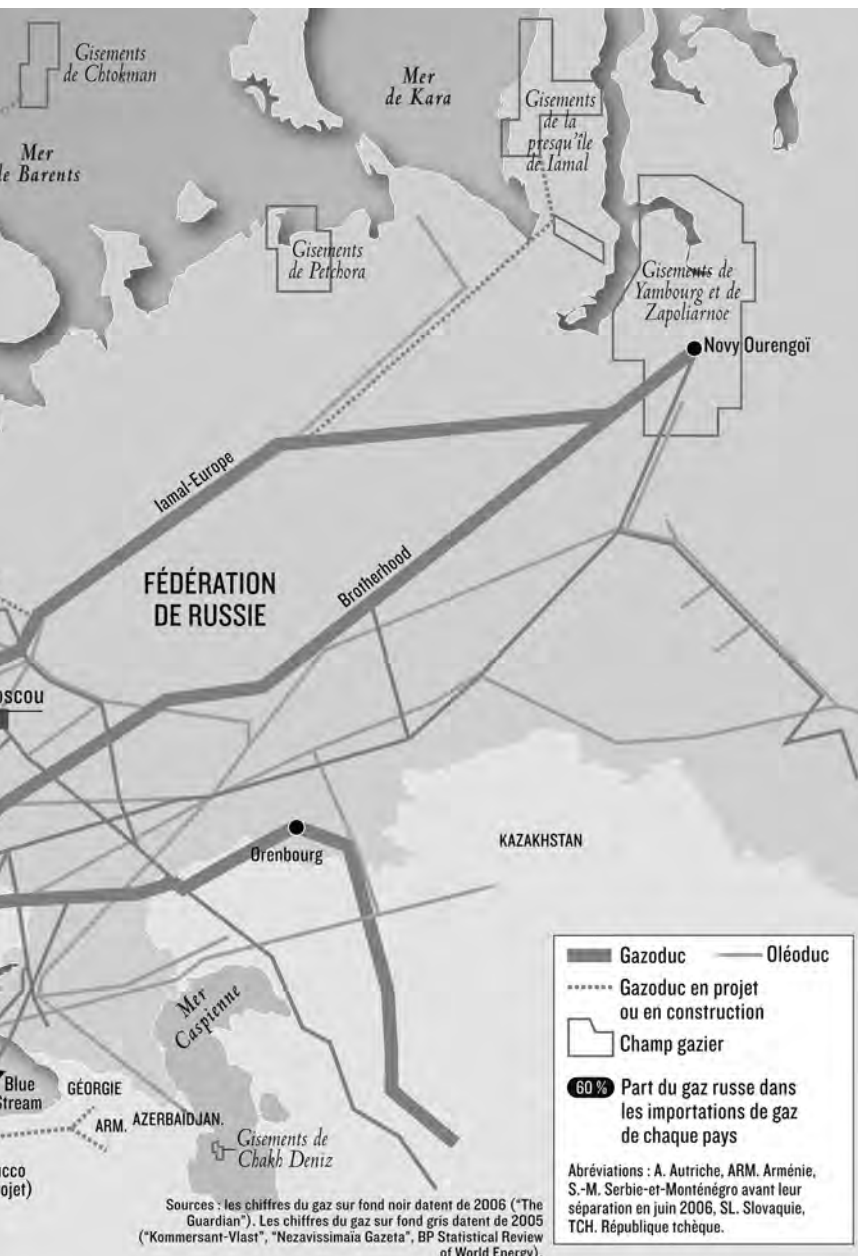 Gisements
de Chtokman
Mer
de Kara
Gisements
de la
presqu'île
de Iamal
Mer
de Barents
Gisements
de Petchora
Gisements de
Yambourg et de
Zapoliarnoe
Novy Ourengoï
Iamal-Europe
Brotherhood
FÉDÉRATION
DE RUSSIE
oscou
KAZAKHSTAN
Orenbourg
Mer
Caspienne
Blue
Stream
GÉORGIE
ARM.
AZERBAÏDJAN.
Gisements de
Chakh Deniz
ucco
ojet)
Gazoduc
Oléoduc
Gazoduc en projet
ou en construction
Champ gazier
60 % Part du gaz russe dans
les importations de gaz
de chaque pays
Abréviations : A. Autriche, ARM. Arménie,
S.-M. Serbie-et-Monténégro avant leur
séparation en juin 2006, SL. Slovaquie,
TCH. République tchèque.
Sources : les chiffres du gaz sur fond noir datent de 2006 ("The
Guardian"). Les chiffres du gaz sur fond gris datent de 2005
("Kommersant-Vlast", "Nezavissimaïa Gazeta", BP Statistical Review
of World Energy).